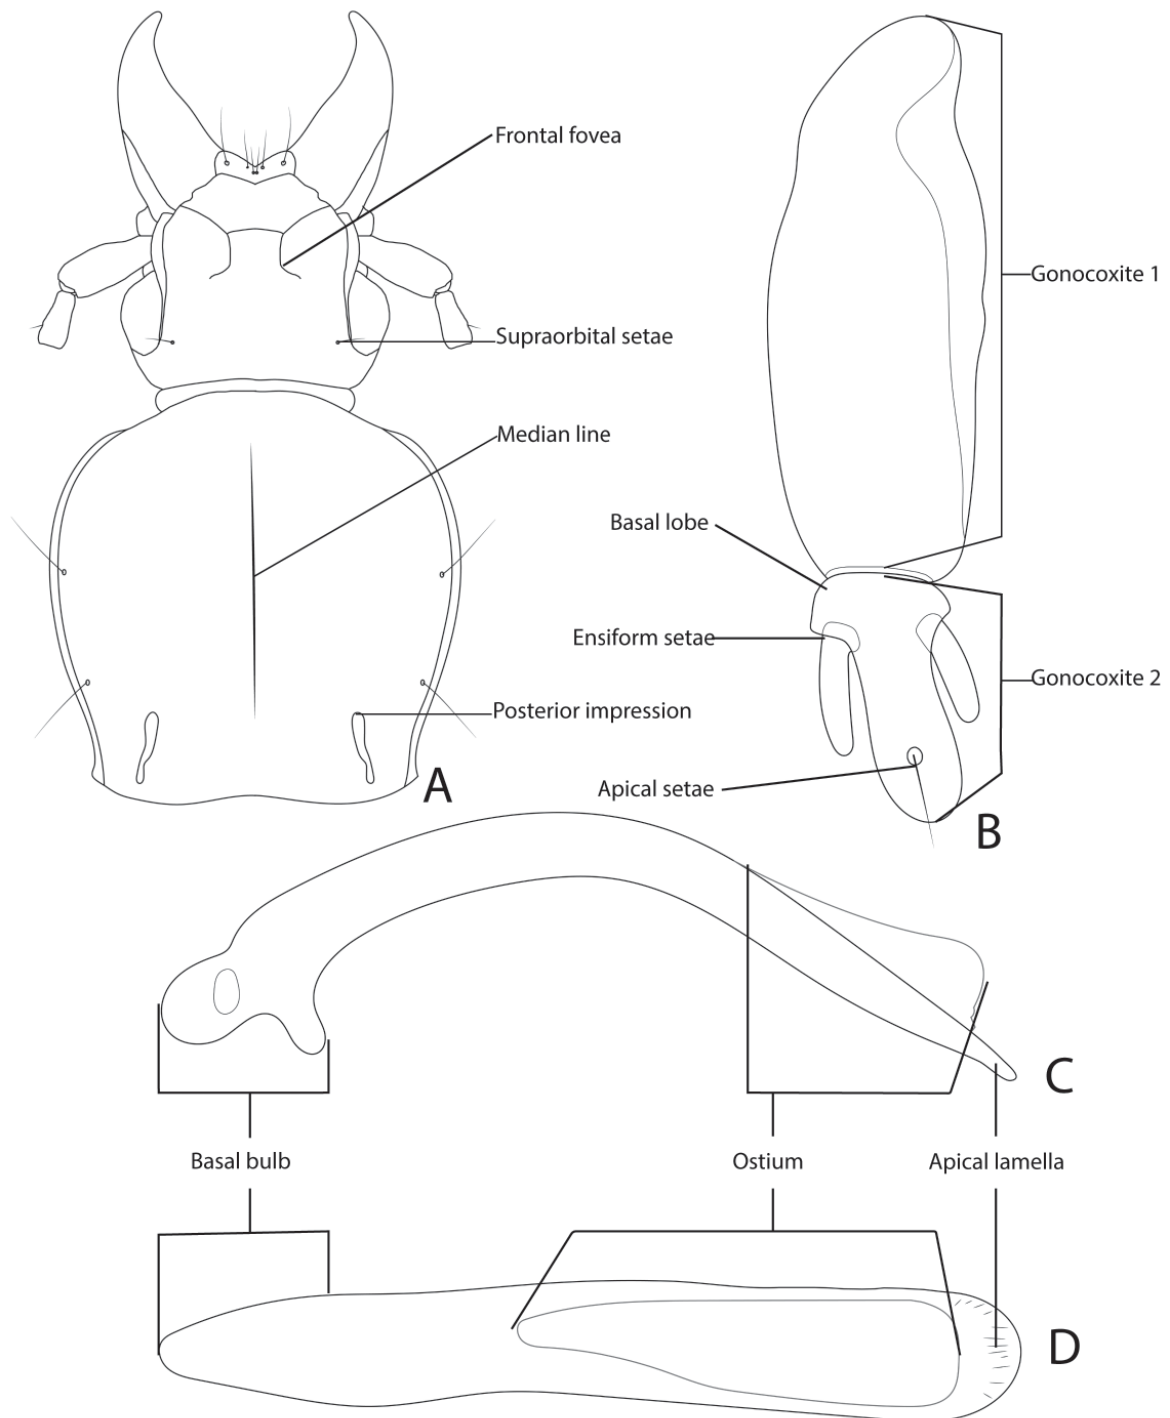 Frontal fovea
Supraorbital setae
Median line
Posterior impression
A
Gonocoxite 1
Basal lobe
Ensiform setae
Gonocoxite 2
Apical setae
B
C
Basal bulb
Ostium
Apical lamella
D